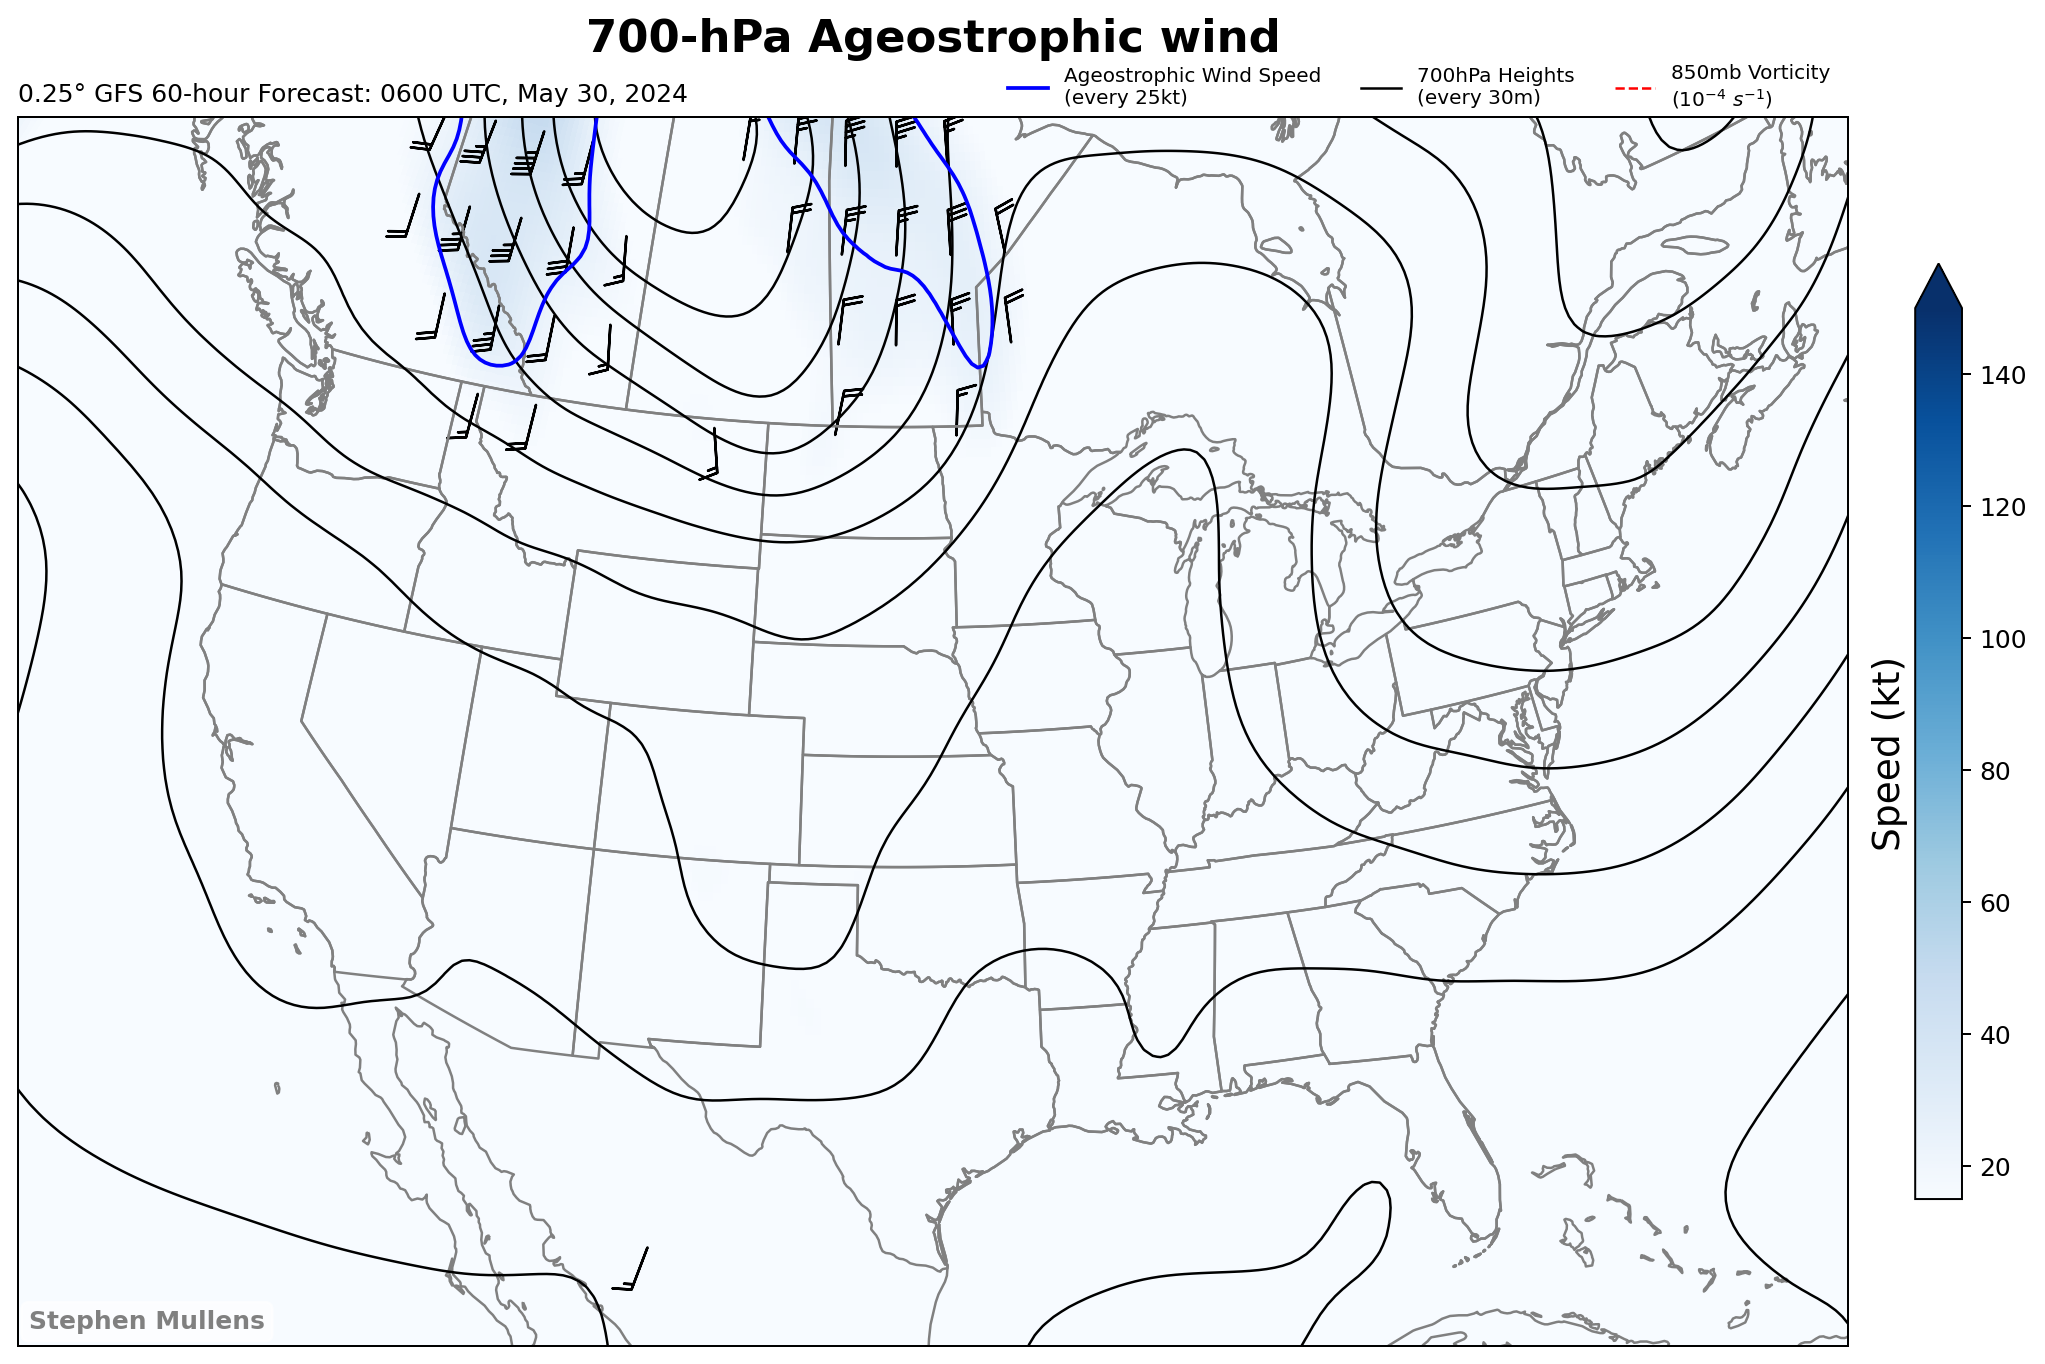 700-hPa Ageostrophic wind
0.25° GFS 60-hour Forecast: 0600 UTC, May 30, 2024
Ageostrophic Wind Speed
(every 25kt)
700hPa Heights
(every 30m)
850mb Vorticity
(10⁻⁴ s⁻¹)
140
120
100
80
60
40
20
Speed (kt)
Stephen Mullens